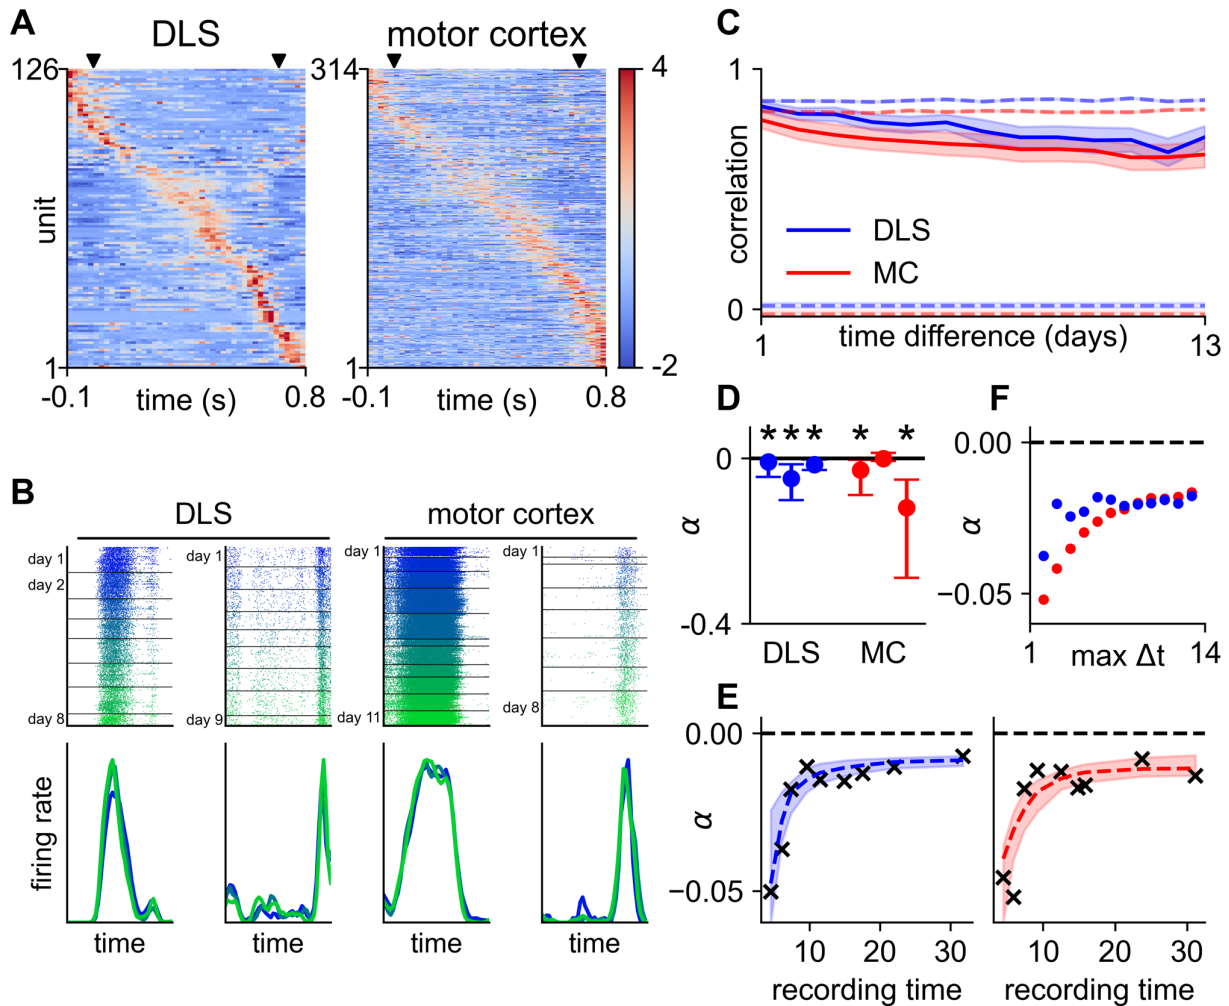 A
DLS
motor cortex
126
314
4
unit
1
1
-2
-0.1
time (s)
0.8
-0.1
time (s)
0.8
B
DLS
motor cortex
day 1
day 2
day 8
day 1
day 9
day 1
day 11
day 1
day 8
firing rate
time
time
time
time
C
1
correlation
DLS
MC
0
1
time difference (days)
13
D
* * *
* *
0
α
-0.4
DLS
MC
F
0.00
α
−0.05
1
max Δt
14
E
0.00
α
−0.05
10
20
30
recording time
10
20
30
recording time